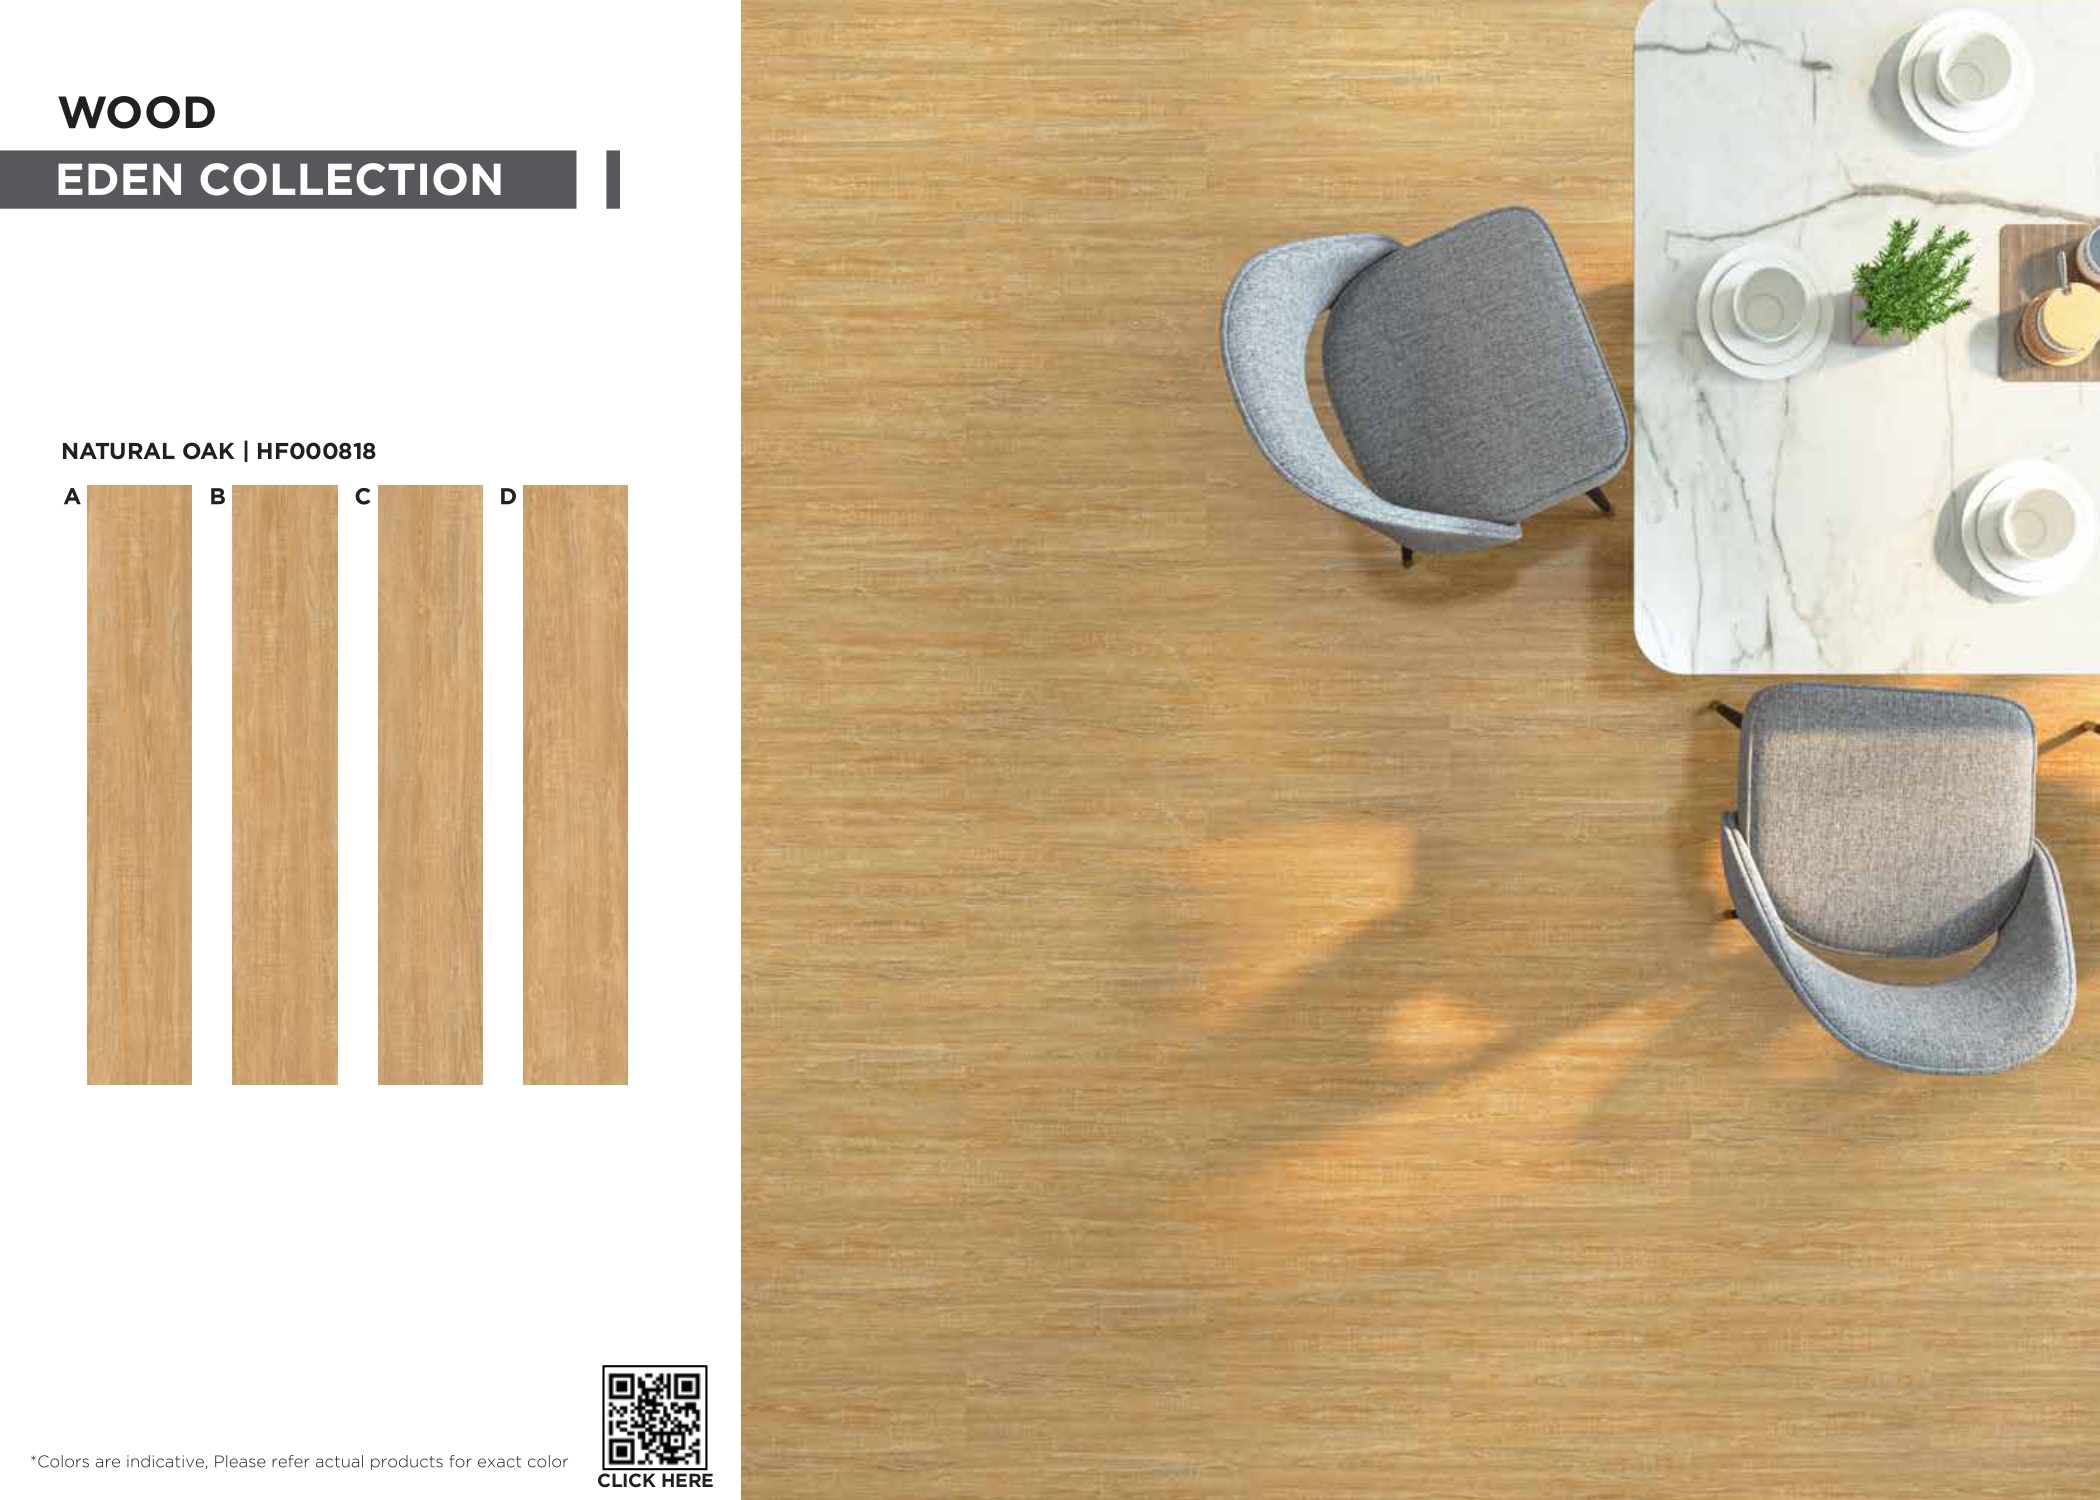 WOOD
EDEN COLLECTION
NATURAL OAK | HF000818
A B C D
*Colors are indicative, Please refer actual products for exact color
CLICK HERE